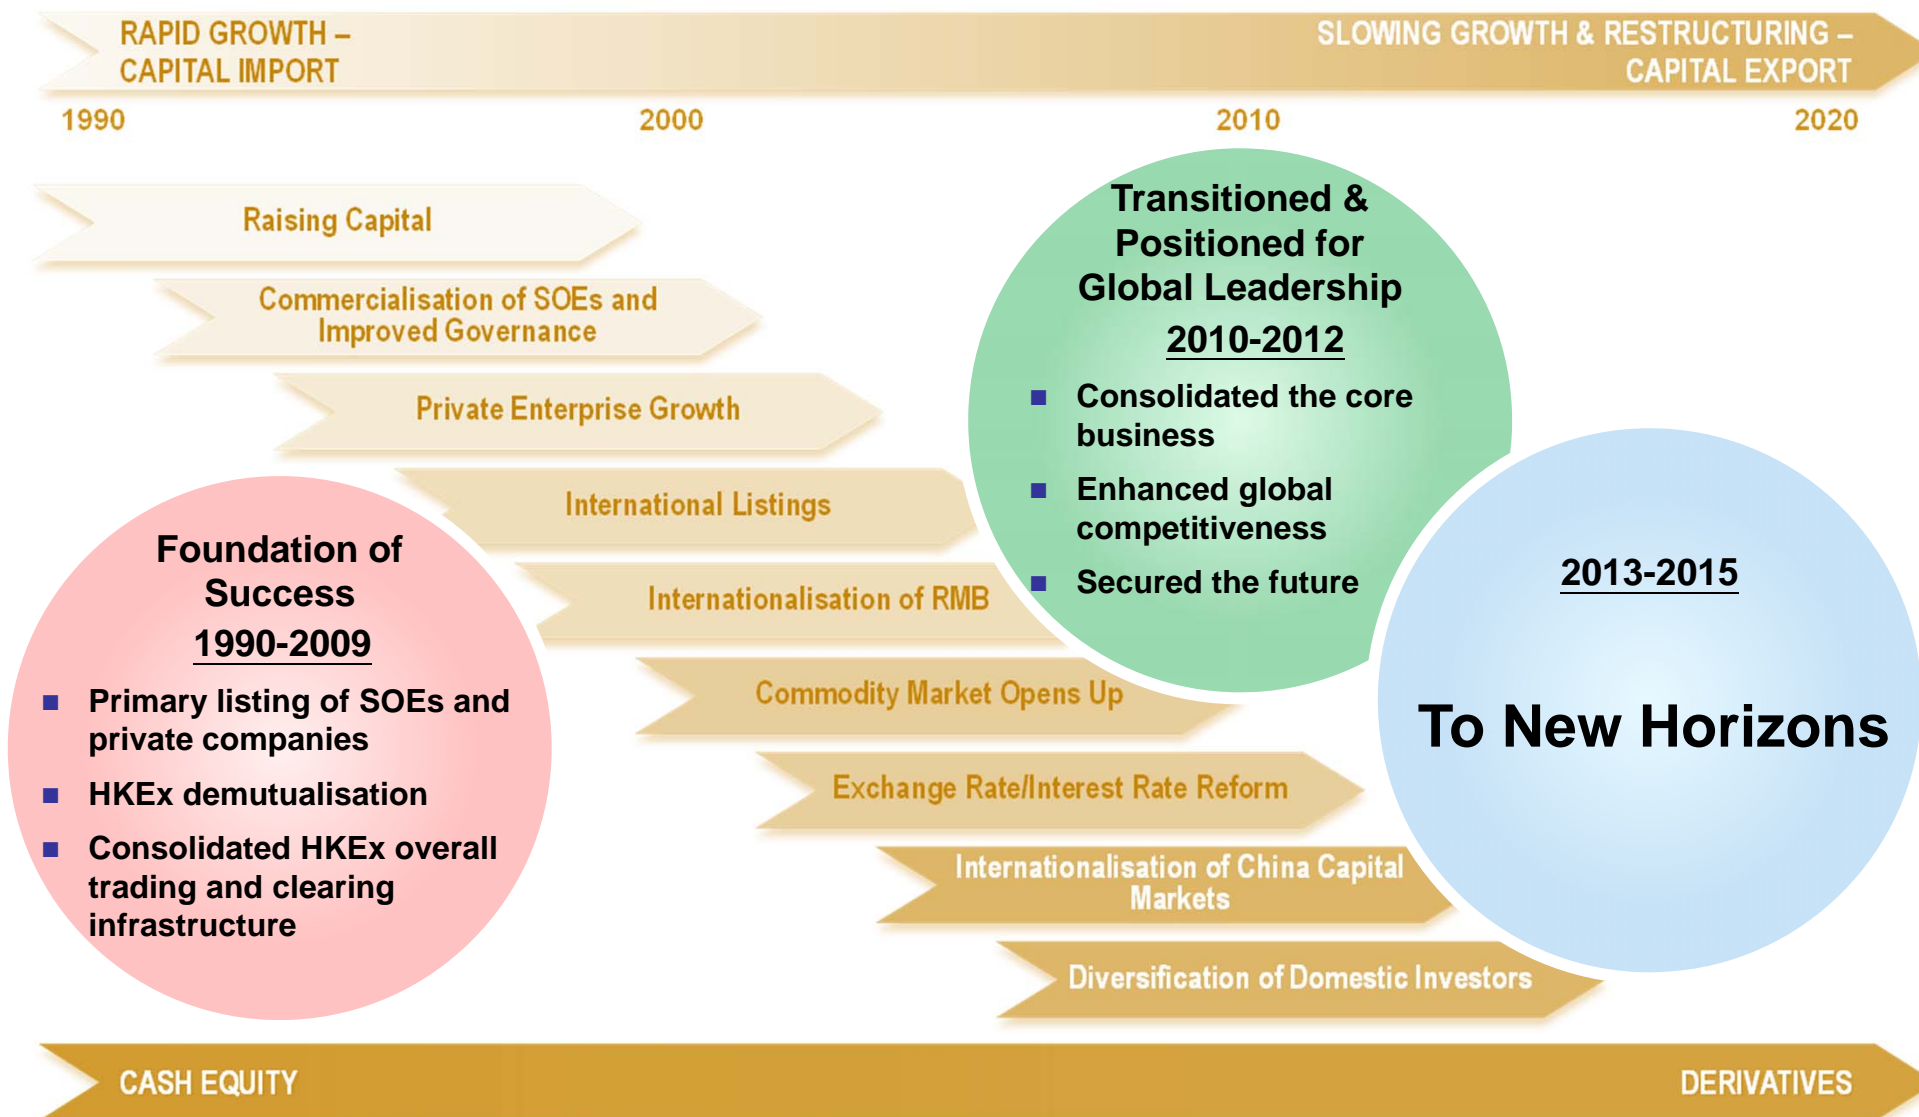 RAPID GROWTH –
CAPITAL IMPORT
SLOWING GROWTH & RESTRUCTURING –
CAPITAL EXPORT
1990
2000
2010
2020
Raising Capital
Commercialisation of SOEs and
Improved Governance
Private Enterprise Growth
International Listings
Internationalisation of RMB
Commodity Market Opens Up
Exchange Rate/Interest Rate Reform
Internationalisation of China Capital
Markets
Diversification of Domestic Investors
Foundation of
Success
1990-2009
■ Primary listing of SOEs and
private companies
■ HKEx demutualisation
■ Consolidated HKEx overall
trading and clearing
infrastructure
Transitioned &
Positioned for
Global Leadership
2010-2012
■ Consolidated the core
business
■ Enhanced global
competitiveness
■ Secured the future
2013-2015
To New Horizons
CASH EQUITY
DERIVATIVES